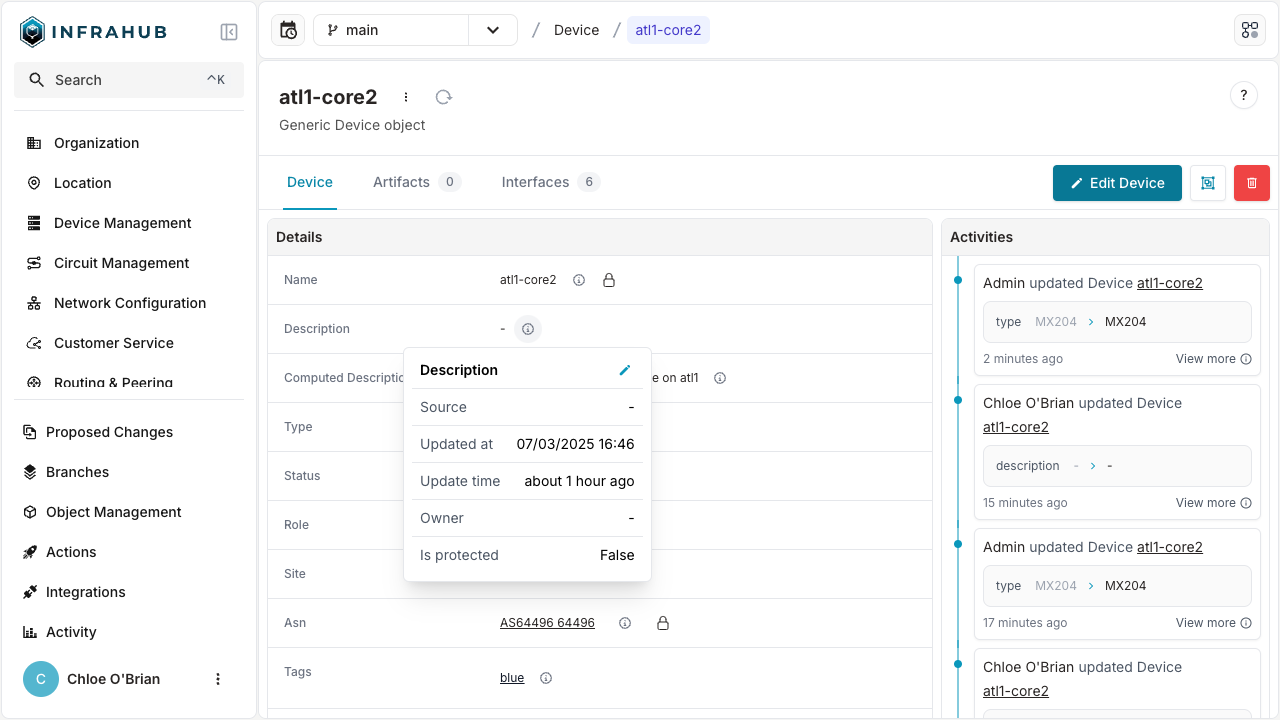 INFRAHUB
Search
^K
Organization
Location
Device Management
Circuit Management
Network Configuration
Customer Service
Routing & Peering
Proposed Changes
Branches
Object Management
Actions
Integrations
Activity
C
Chloe O'Brian
main
/ Device / atl1-core2
atl1-core2
Generic Device object
?
Device
Artifacts 0
Interfaces 6
Edit Device
Details
Name atl1-core2
Description -
Computed Descriptio e on atl1
Type
Status
Role
Site
Asn AS64496 64496
Tags blue
Description
Source -
Updated at 07/03/2025 16:46
Update time about 1 hour ago
Owner -
Is protected False
Activities
Admin updated Device atl1-core2
type MX204 > MX204
2 minutes ago View more
Chloe O'Brian updated Device
atl1-core2
description - > -
15 minutes ago View more
Admin updated Device atl1-core2
type MX204 > MX204
17 minutes ago View more
Chloe O'Brian updated Device
atl1-core2